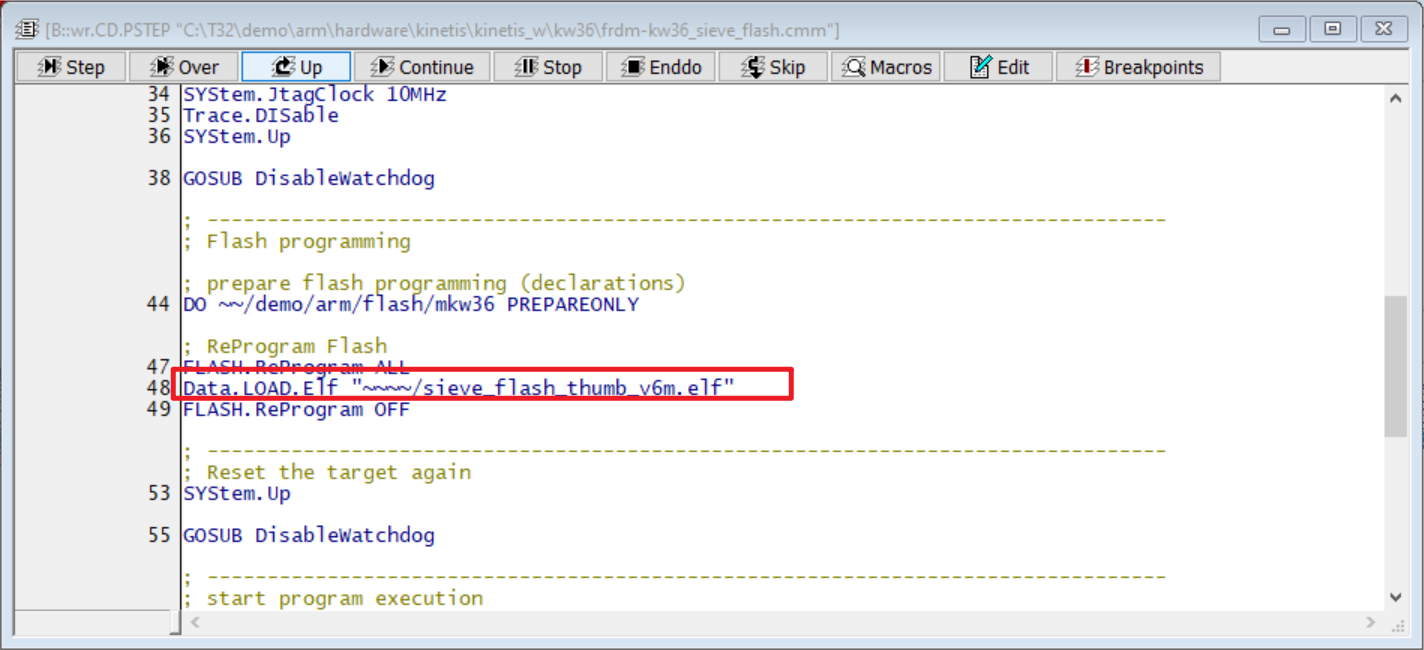 [B::wr.CD.PSTEP "C:\T32\demo\arm\hardware\kinetis\kinetis_w\kw36\frdm-kw36_sieve_flash.cmm"]
Step Over Up Continue Stop Enddo Skip Macros Edit Breakpoints
34 SYStem.JtagClock 10MHz
35 Trace.DISable
36 SYStem.Up
38 GOSUB DisableWatchdog
; --------------------------------------------------------------------------------
; Flash programming
; prepare flash programming (declarations)
44 DO ~~/demo/arm/flash/mkw36 PREPAREONLY
; ReProgram Flash
47 FLASH.ReProgram ALL
48 Data.LOAD.Elf "~~~~/sieve_flash_thumb_v6m.elf"
49 FLASH.ReProgram OFF
; --------------------------------------------------------------------------------
; Reset the target again
53 SYStem.Up
55 GOSUB DisableWatchdog
; --------------------------------------------------------------------------------
; start program execution